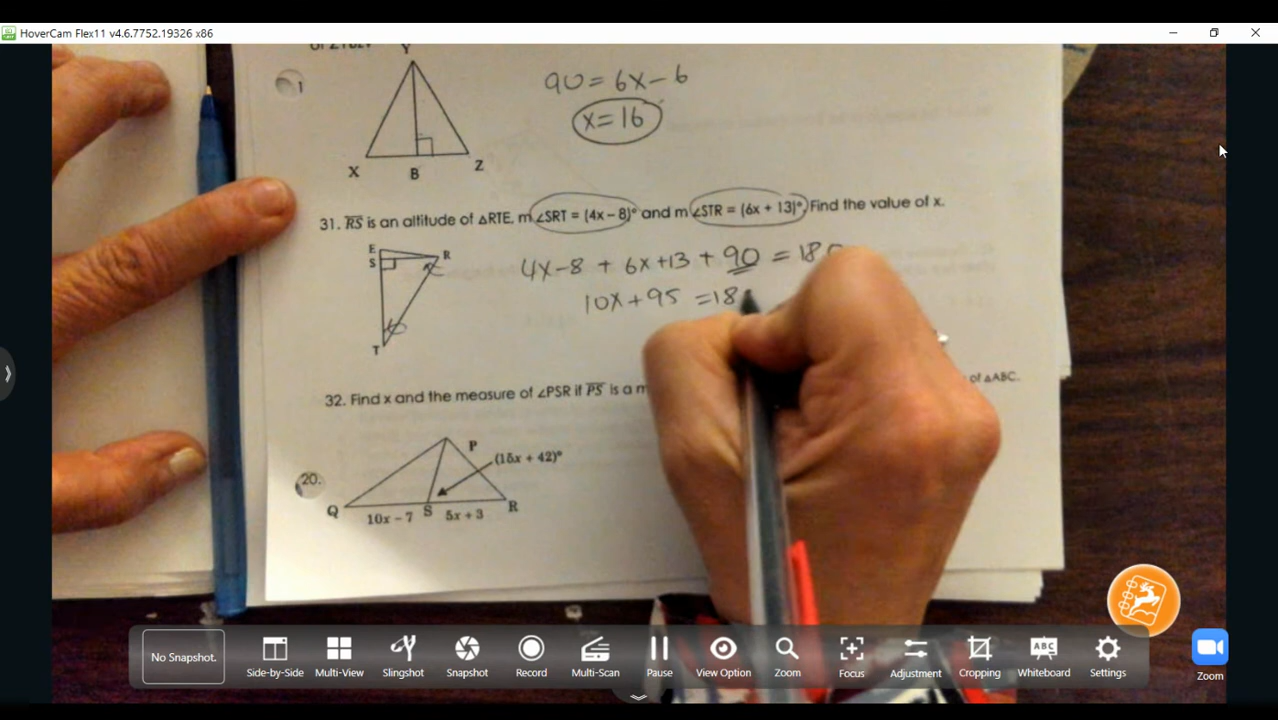 HoverCam Flex11 v4.6.7752.19326 x86
Y
1
X
B
Z
90 = 6x - 6
x = 16
31. RS is an altitude of △RTE, m∠SRT = (4x – 8)° and m∠STR = (6x + 13)°. Find the value of x.
E
S
R
T
4x - 8 + 6x + 13 + 90 = 180
10x + 95 = 18
32. Find x and the measure of ∠PSR if PS is a m
of △ABC.
20.
P
(15x + 42)°
Q
S
R
10x – 7
5x + 3
No Snapshot.
Side-by-Side
Multi-View
Slingshot
Snapshot
Record
Multi-Scan
Pause
View Option
Zoom
Focus
Adjustment
Cropping
ABC
Whiteboard
Settings
Zoom